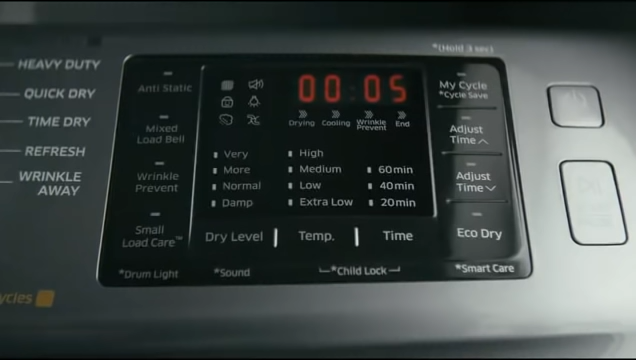 *(Hold 3 sec)
HEAVY DUTY
QUICK DRY
TIME DRY
REFRESH
WRINKLE
AWAY
Anti Static
Mixed
Load Bell
Wrinkle
Prevent
Small
Load Care™
00:05
Drying
Cooling
Wrinkle
Prevent
End
Very
More
Normal
Damp
High
Medium
Low
Extra Low
60min
40min
20min
Dry Level
Temp.
Time
My Cycle
*Cycle Save
Adjust
Time
Adjust
Time
Eco Dry
*Drum Light
*Sound
*Child Lock
*Smart Care